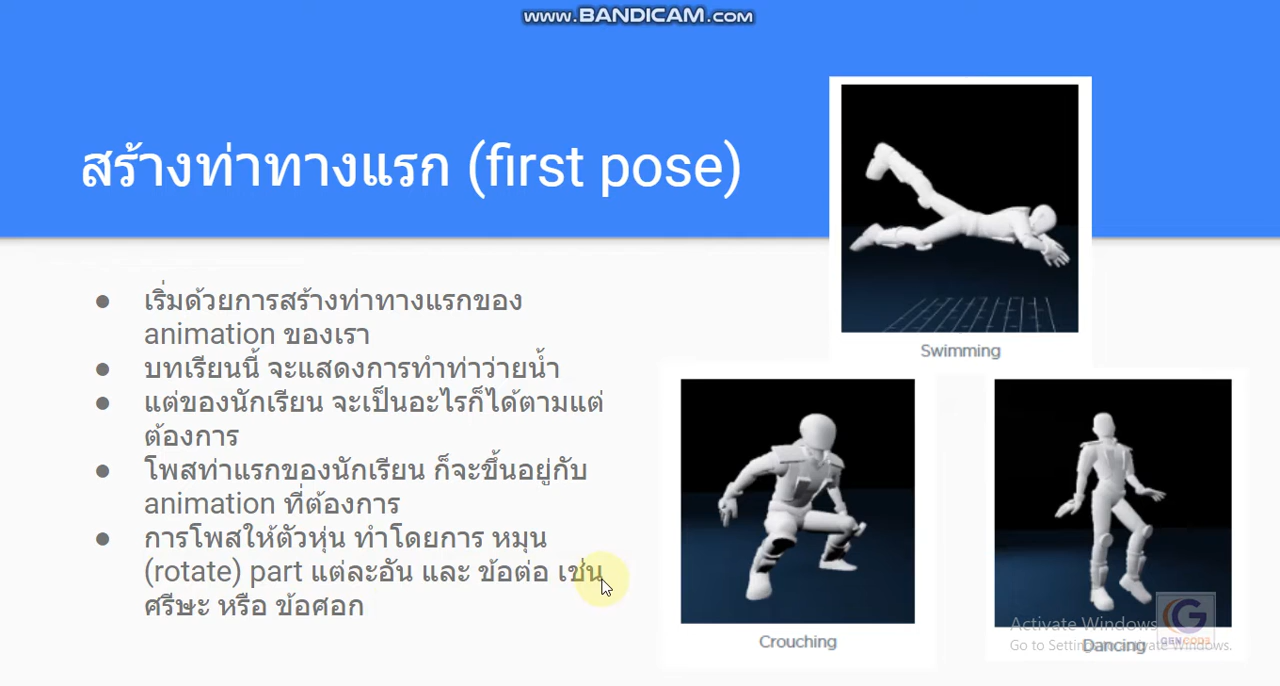 www.BANDICAM.com
สร้างท่าทางแรก (first pose)
● เริ่มด้วยการสร้างท่าทางแรกของ
animation ของเรา
● บทเรียนนี้ จะแสดงการทำท่าว่ายน้ำ
● แต่ของนักเรียน จะเป็นอะไรก็ได้ตามแต่
ต้องการ
● โพสท่าแรกของนักเรียน ก็จะขึ้นอยู่กับ
animation ที่ต้องการ
● การโพสให้ตัวหุ่น ทำโดยการ หมุน
(rotate) part แต่ละอัน และ ข้อต่อ เช่น
ศรีษะ หรือ ข้อศอก
Swimming
Crouching
Dancing
Activate Windows
Go to Settings to activate Windows.
GENCODE